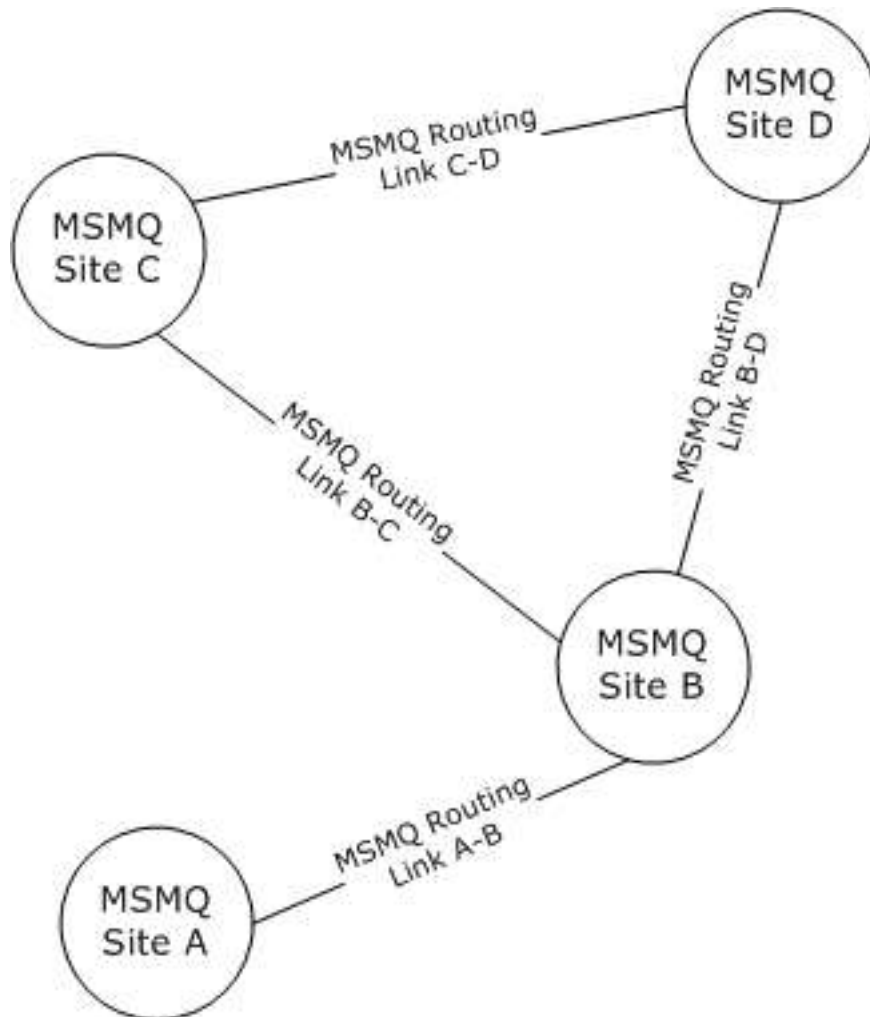 MSMQ
Site D
MSMQ Routing
Link C-D
MSMQ
Site C
MSMQ Routing
Link B-D
MSMQ Routing
Link B-C
MSMQ
Site B
MSMQ Routing
Link A-B
MSMQ
Site A